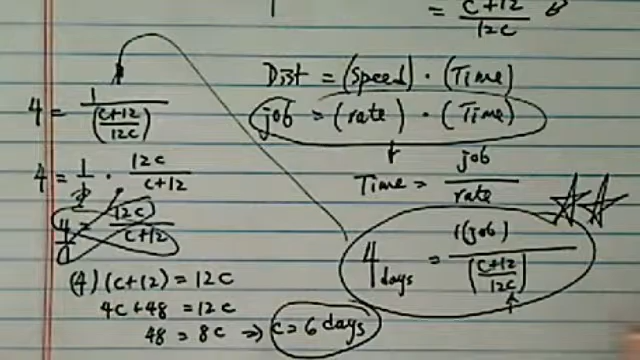 = (c+12)/(12c)
Dist = (Speed) · (Time)
job = (rate) · (Time)
Time = job/rate
4 days = 1(job)/((c+12)/(12c))
4 = 1/((c+12)/(12c))
4 = 1/1 · 12c/(c+12)
4/1 = 12c/(c+12)
(4)(c+12) = 12c
4c+48 = 12c
48 = 8c ⇒ c = 6 days